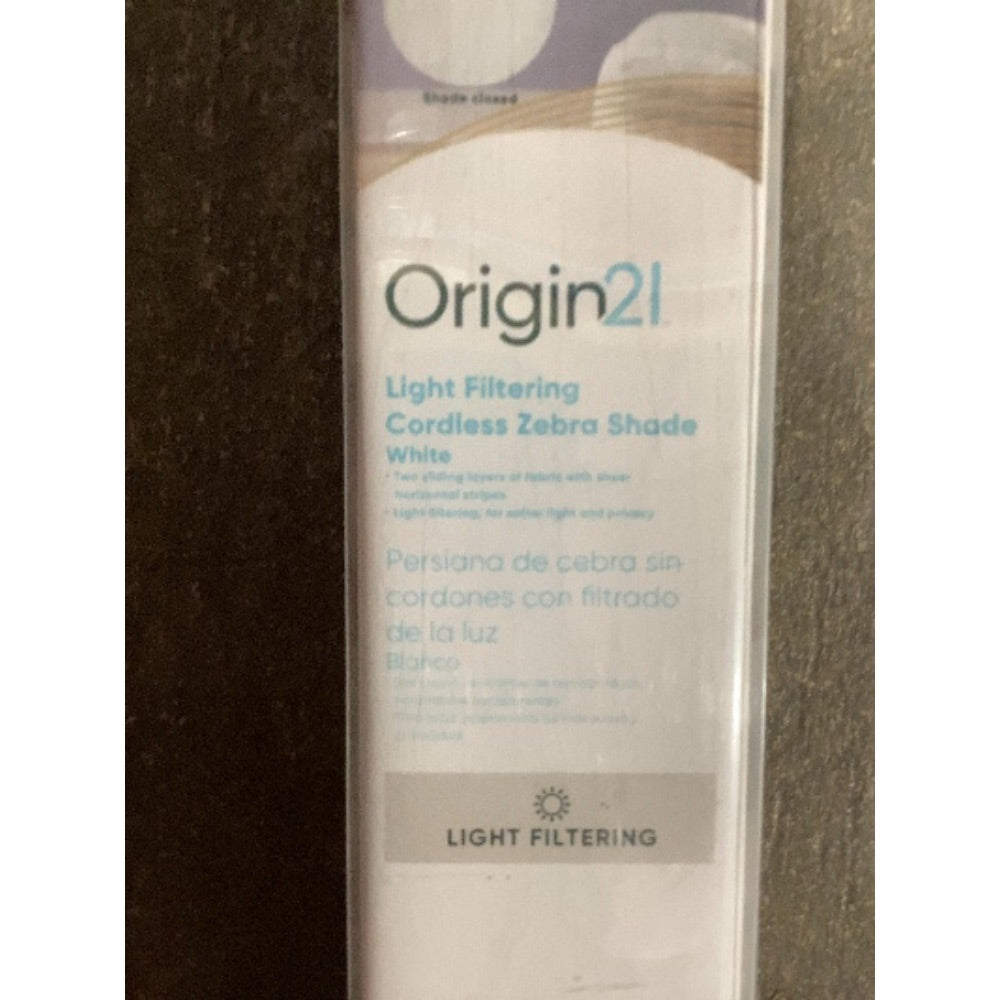 Shade closed
Origin21
Light Filtering
Cordless Zebra Shade
White
• Two sliding layers of fabric with sheer
horizontal stripes
• Light filtering, for softer light and privacy
Persiana de cebra sin
cordones con filtrado
de la luz
Blanco
LIGHT FILTERING